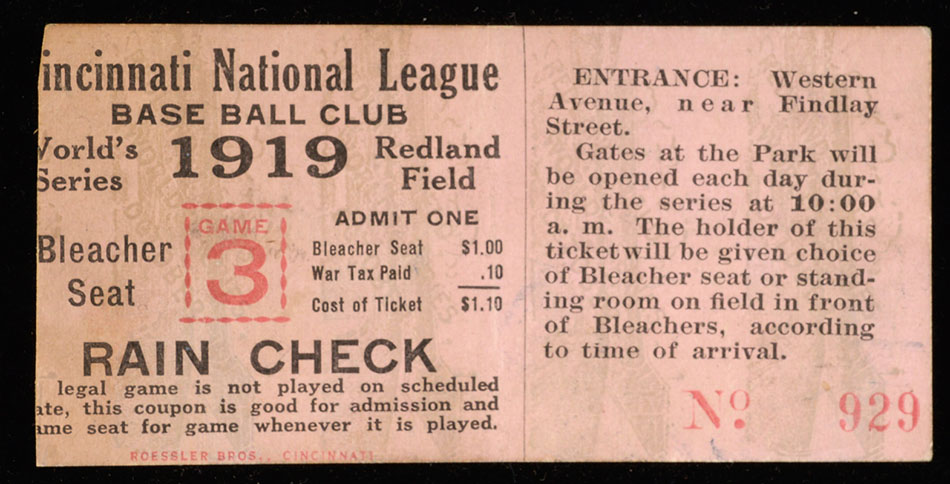 incinnati National League
BASE BALL CLUB
World's 1919 Redland
Series Field
ADMIT ONE
GAME
3
Bleacher
Seat
Bleacher Seat $1.00
War Tax Paid .10
Cost of Ticket $1.10
RAIN CHECK
legal game is not played on scheduled
ate, this coupon is good for admission and
ame seat for game whenever it is played.
ROESSLER BROS., CINCINNATI
ENTRANCE: Western
Avenue, near Findlay
Street.
Gates at the Park will
be opened each day dur-
ing the series at 10:00
a. m. The holder of this
ticket will be given choice
of Bleacher seat or stand-
ing room on field in front
of Bleachers, according
to time of arrival.
No. 929